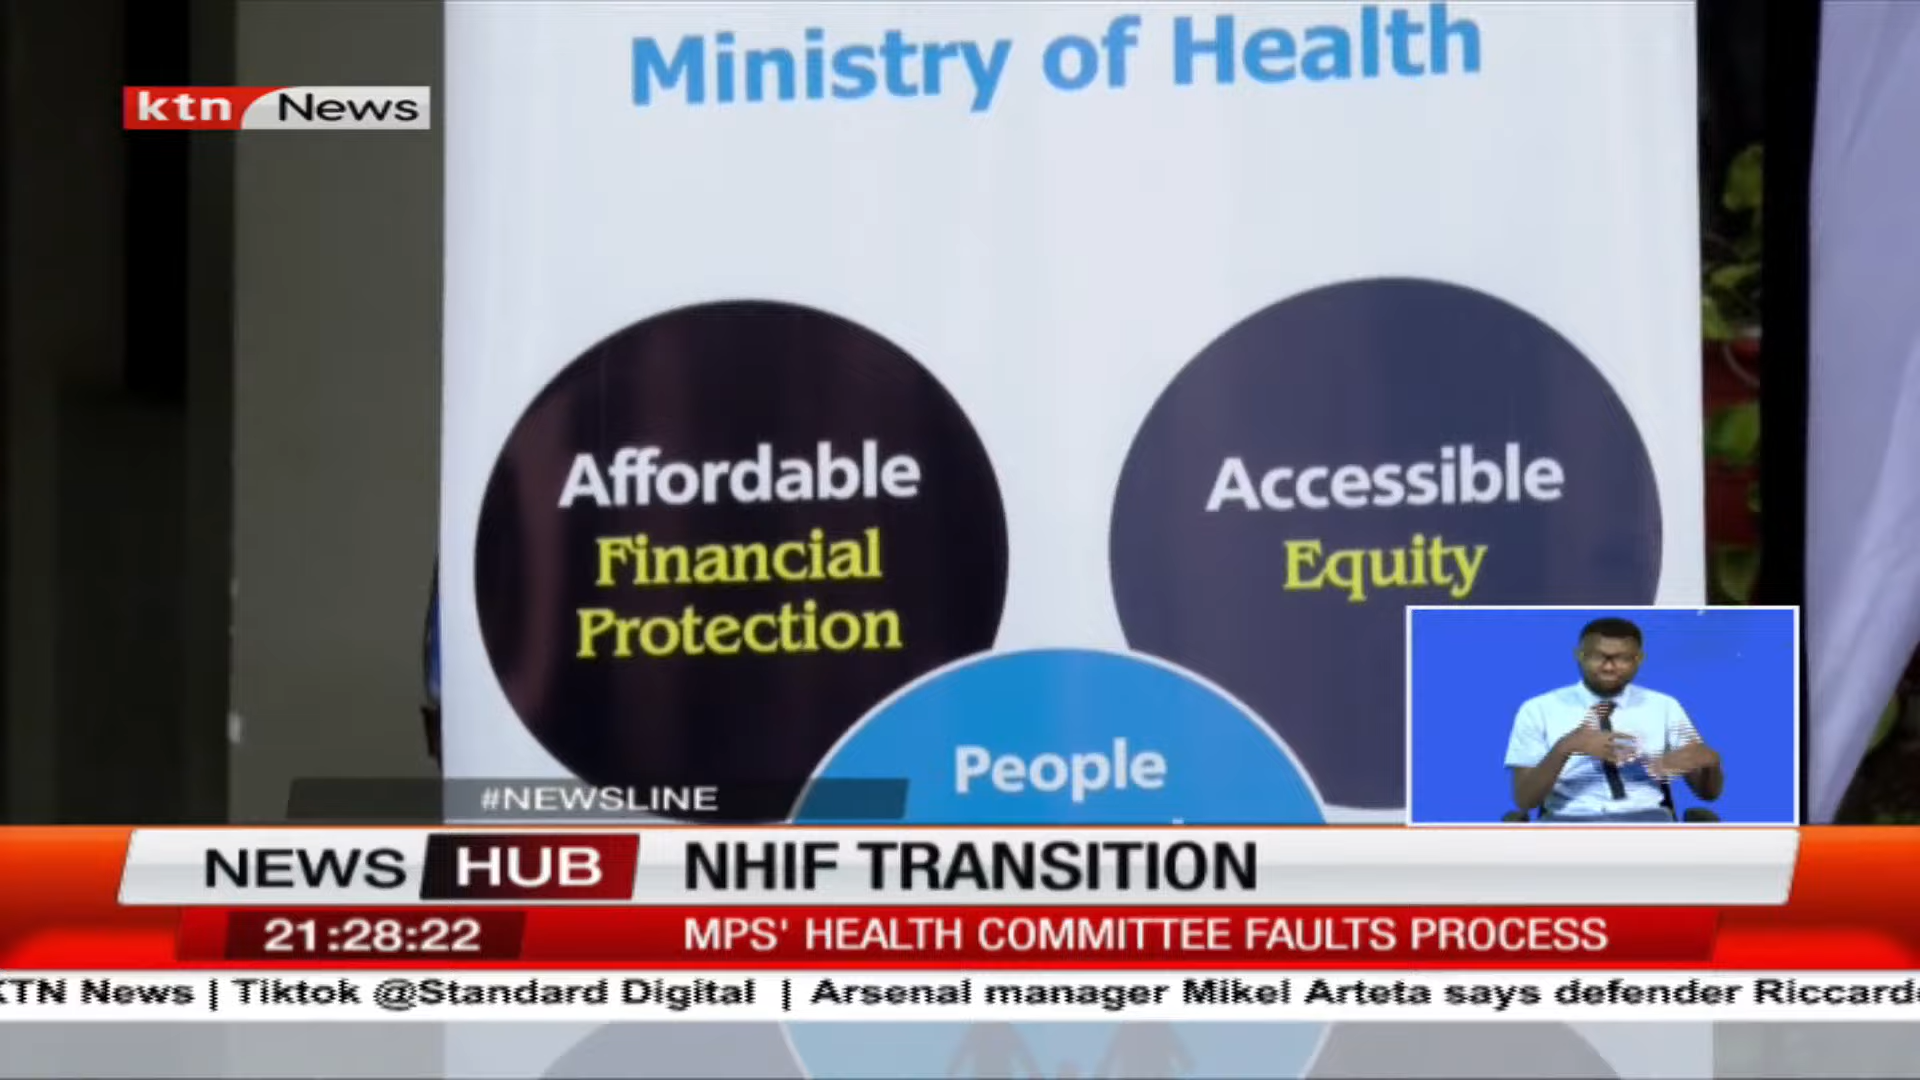 Ministry of Health
ktn News
Affordable
Financial
Protection
Accessible
Equity
People
#NEWSLINE
NEWS HUB NHIF TRANSITION
21:28:22 MPS' HEALTH COMMITTEE FAULTS PROCESS
KTN News | Tiktok @Standard Digital | Arsenal manager Mikel Arteta says defender